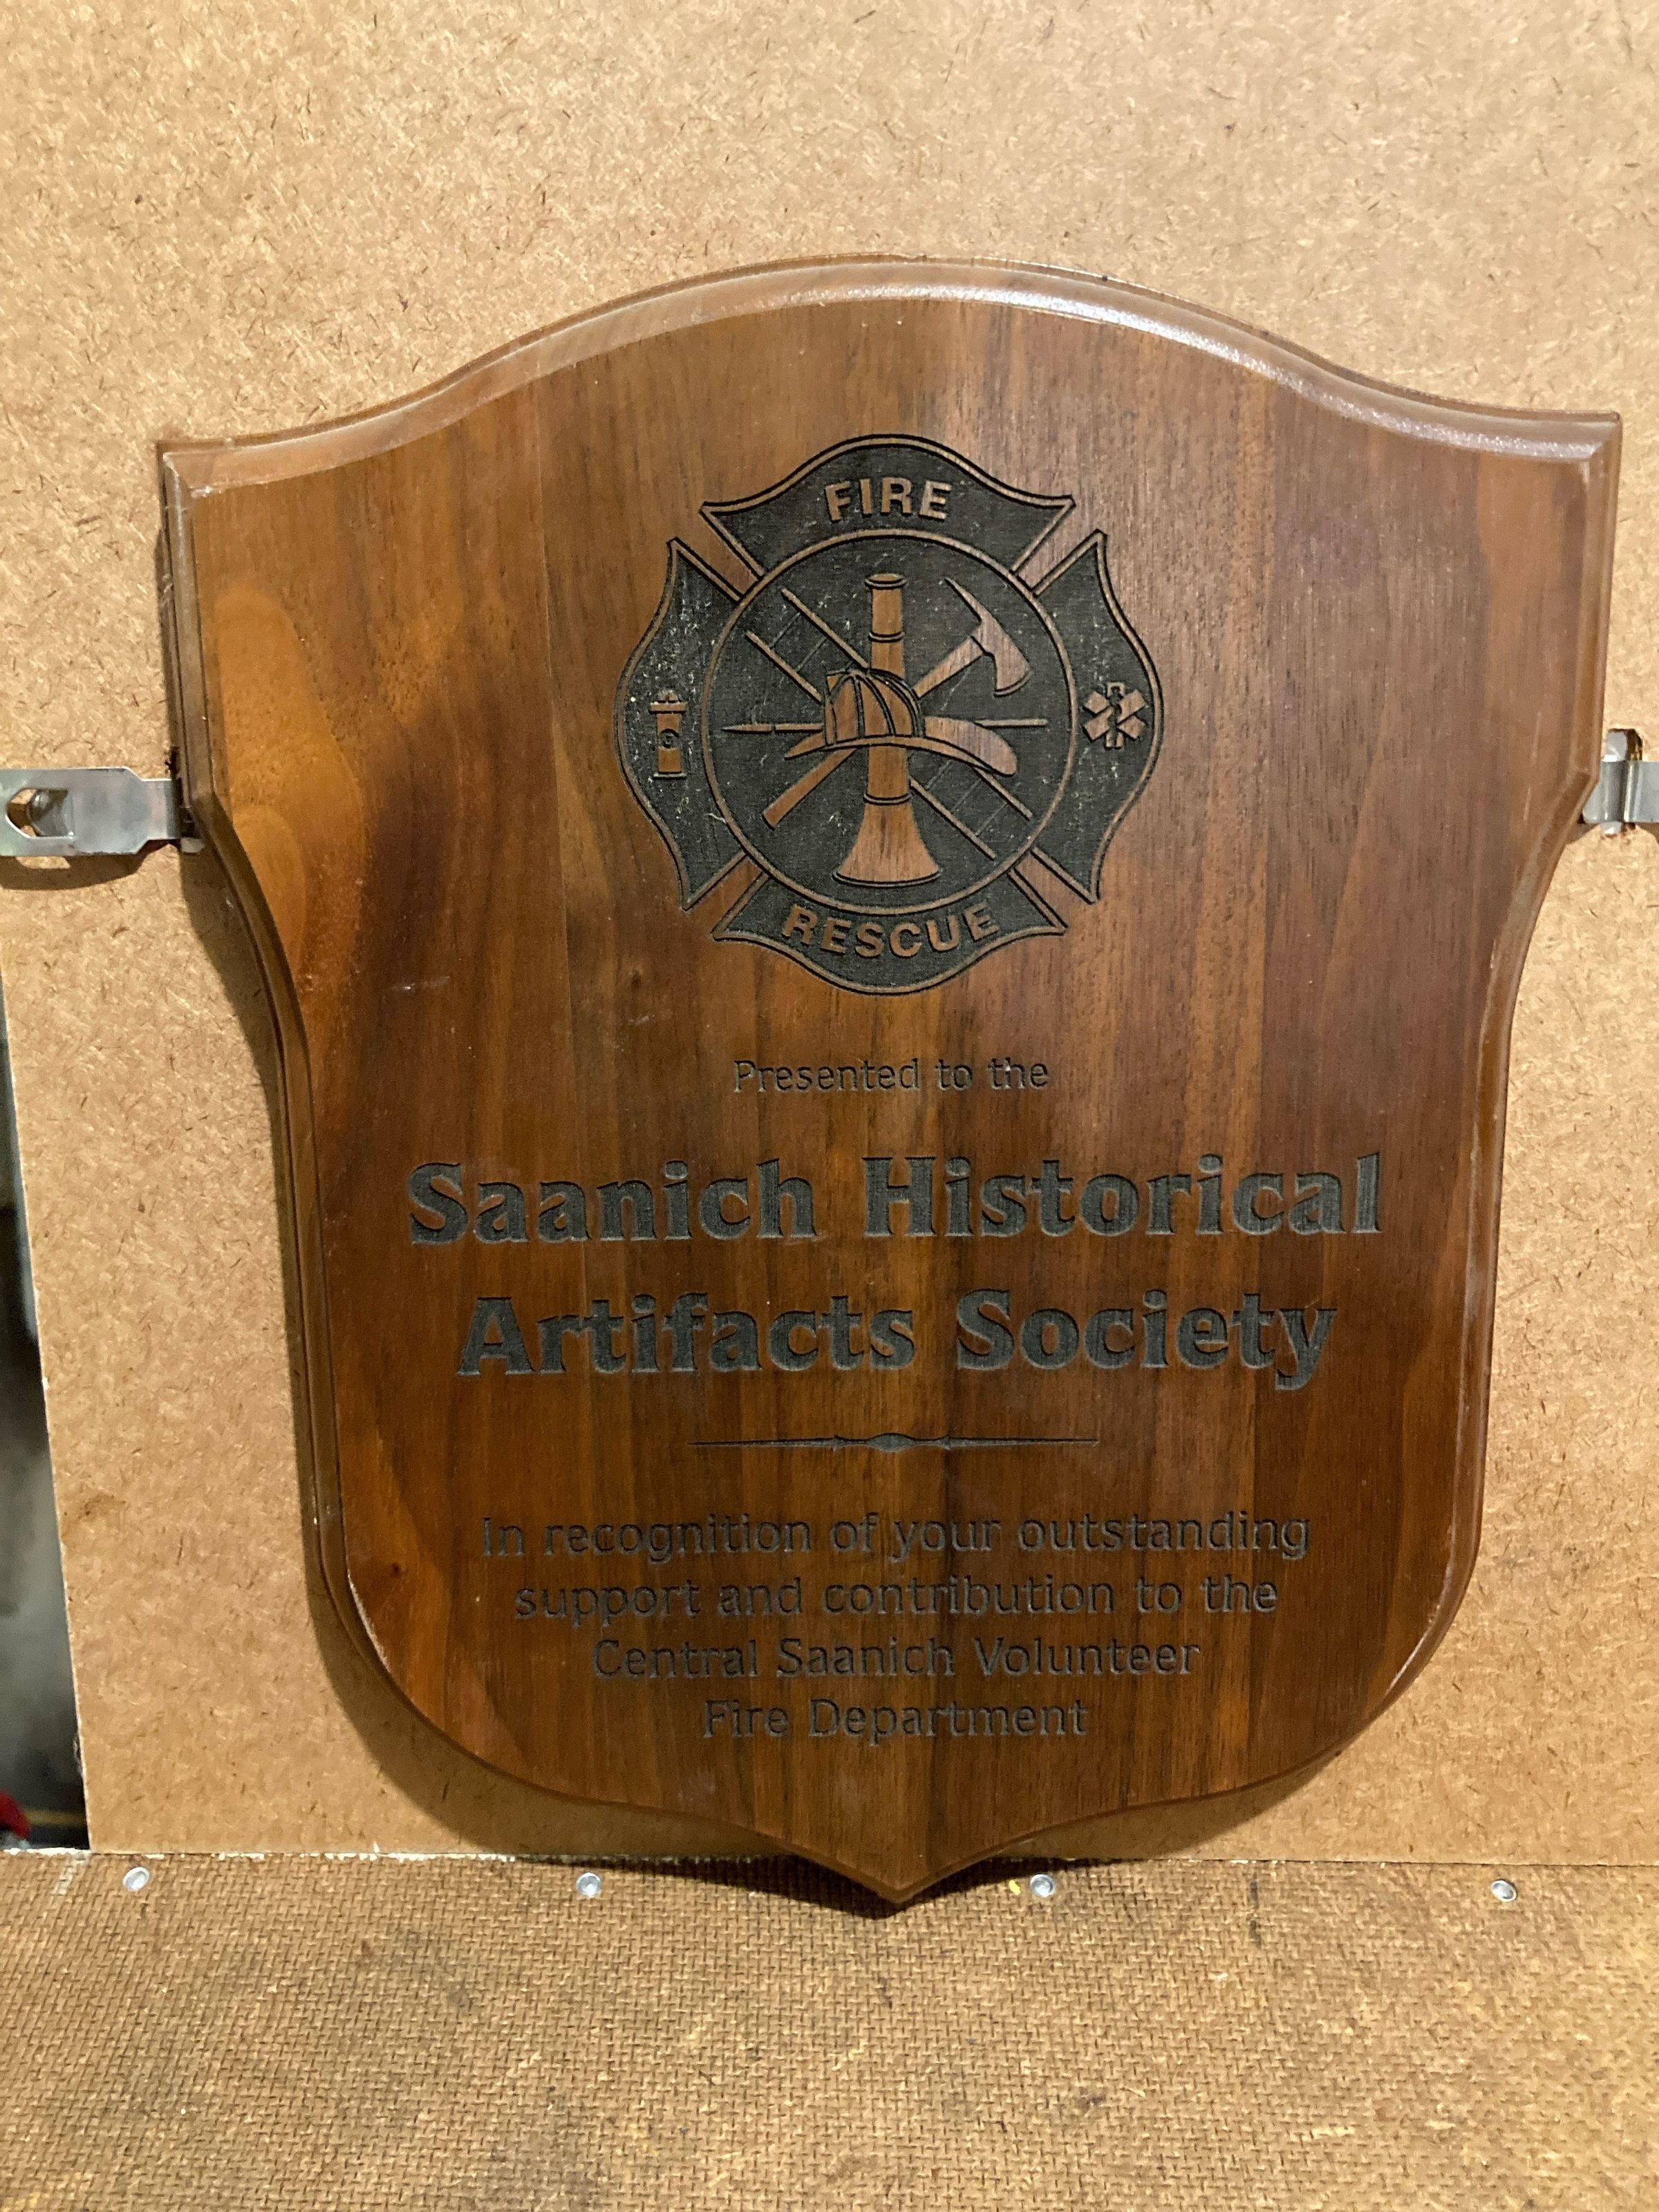 FIRE
RESCUE
Presented to the
Saanich Historical
Artifacts Society
In recognition of your outstanding
support and contribution to the
Central Saanich Volunteer
Fire Department